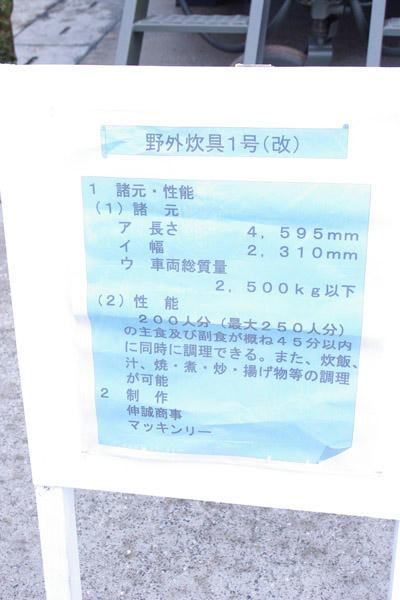 野外炊具1号(改)
1 諸元・性能
(1)諸 元
ア 長さ 4,595mm
イ 幅 2,310mm
ウ 車両総質量
2,500kg以下
(2)性 能
200人分(最大250人分)
の主食及び副食が概ね45分以内
に同時に調理できる。また、炊飯、
汁、焼・煮・炒・揚げ物等の調理
が可能
2 制作
伸誠商事
マッキンリー